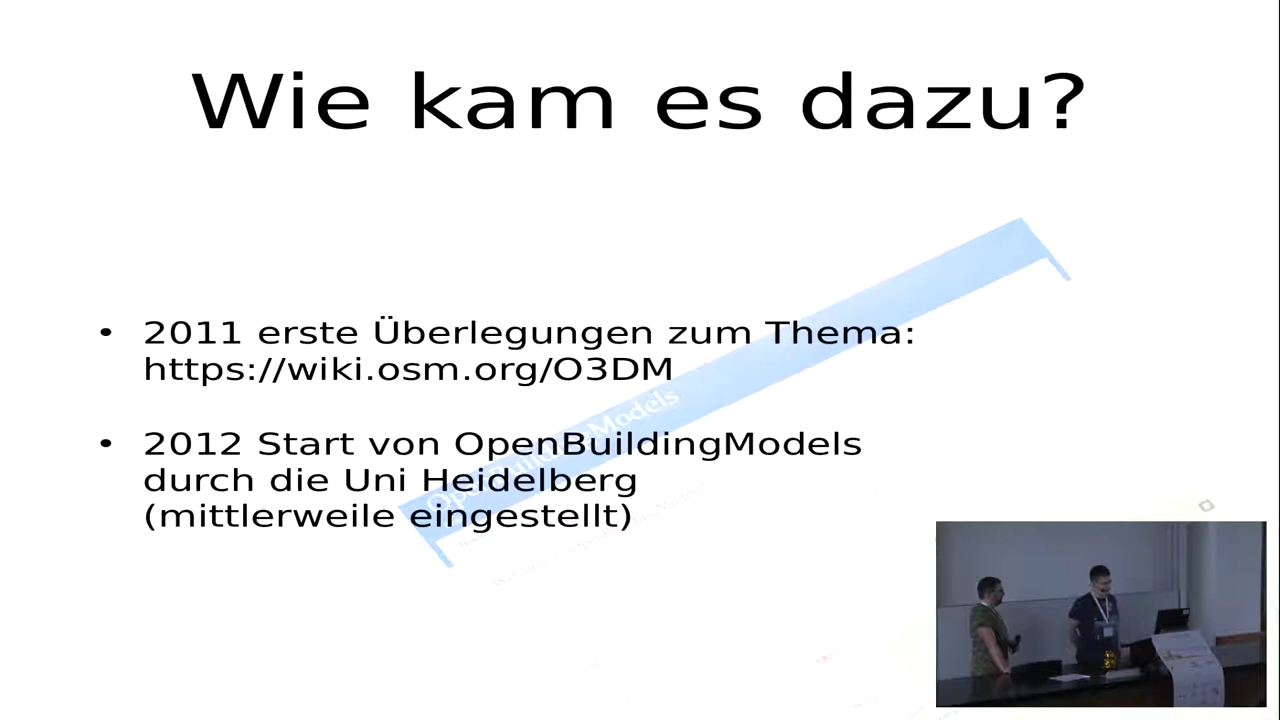 Wie kam es dazu?
• 2011 erste Überlegungen zum Thema:
https://wiki.osm.org/O3DM
• 2012 Start von OpenBuildingModels
durch die Uni Heidelberg
(mittlerweile eingestellt)
OpenBuildingModels